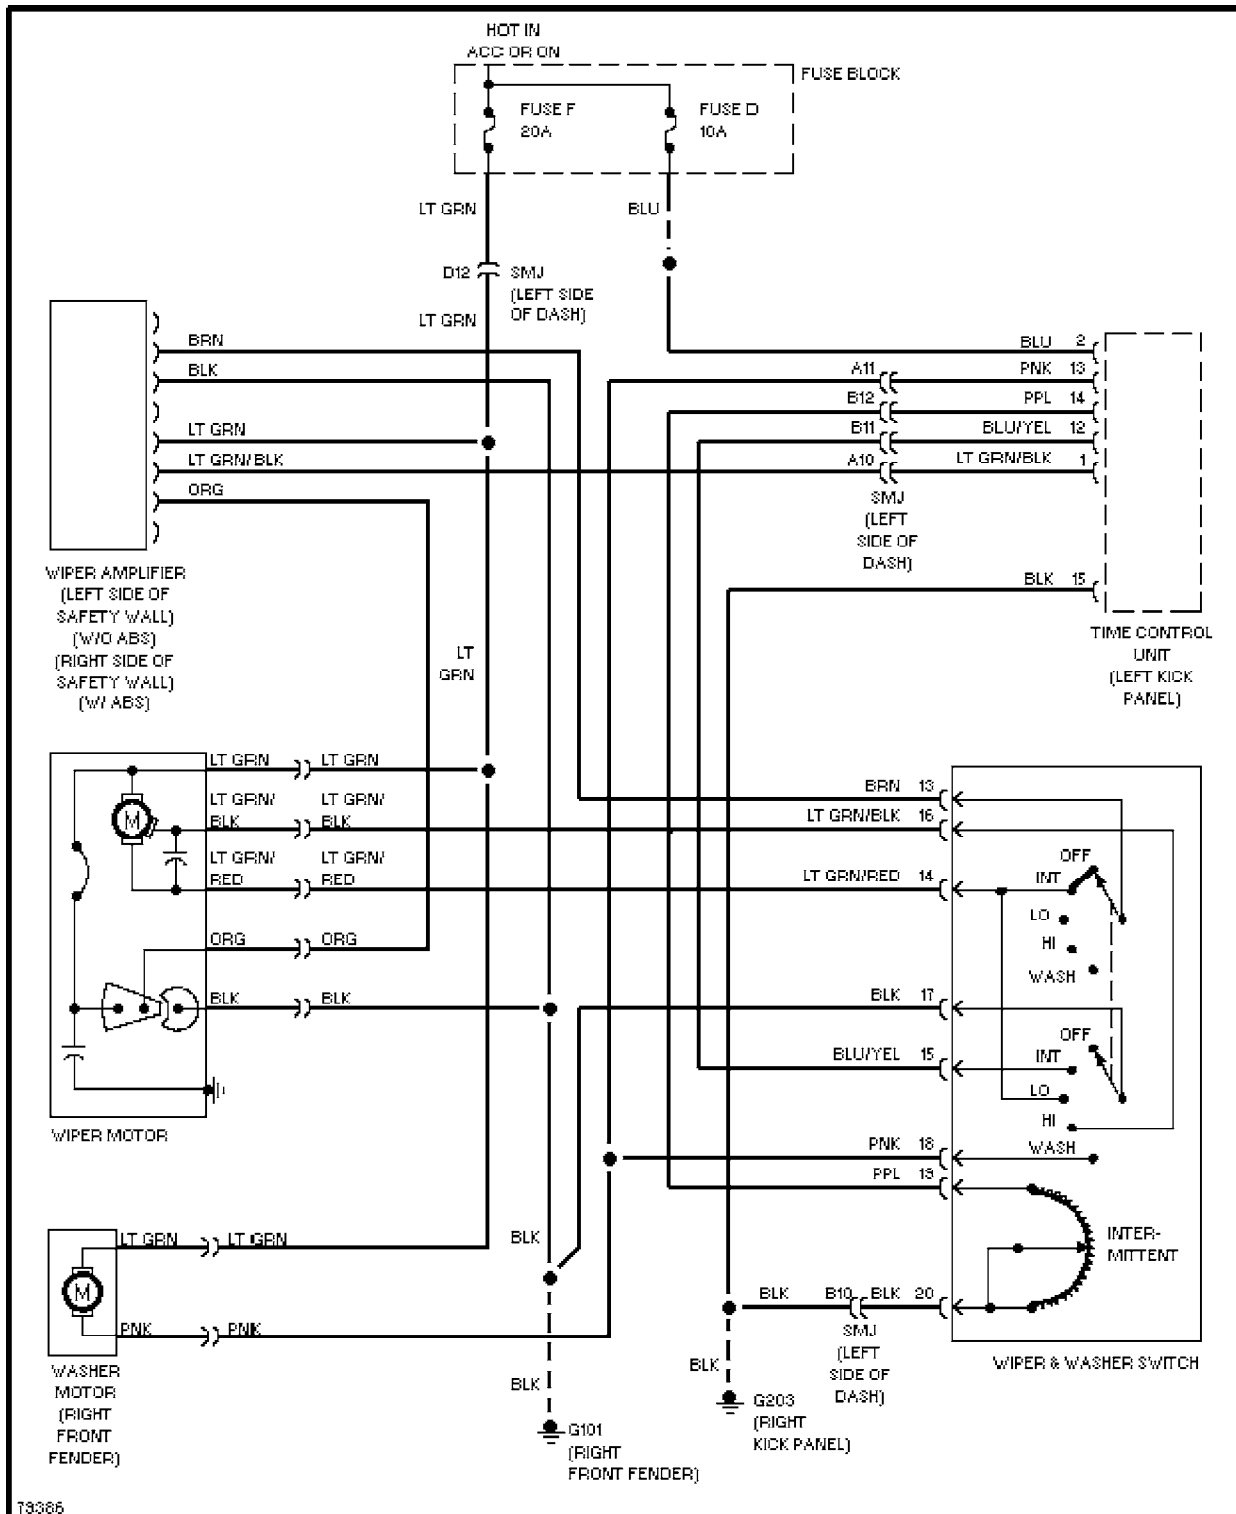 HOT IN
ACC OR ON
FUSE BLOCK
FUSE F
20A
FUSE D
10A
LT GRN
BLU
D12
SMJ
(LEFT SIDE
OF DASH)
LT GRN
BRN
BLK
LT GRN
LT GRN/BLK
ORG
BLU 2
A11 PNK 13
B12 PPL 14
B11 BLU/YEL 12
A10 LT GRN/BLK 1
SMJ
(LEFT
SIDE OF
DASH)
BLK 15
WIPER AMPLIFIER
(LEFT SIDE OF
SAFETY WALL)
(W/O ABS)
(RIGHT SIDE OF
SAFETY WALL)
(W/ ABS)
TIME CONTROL
UNIT
(LEFT KICK
PANEL)
LT
GRN
LT GRN LT GRN
LT GRN/ LT GRN/
BLK BLK
LT GRN/ LT GRN/
RED RED
ORG ORG
BLK BLK
M
WIPER MOTOR
BRN 13
LT GRN/BLK 16
LT GRN/RED 14
OFF
INT
LO
HI
WASH
BLK 17
BLU/YEL 15
OFF
INT
LO
HI
WASH
PNK 18
PPL 19
INTER-
MITTENT
BLK B10 BLK 20
SMJ
(LEFT
SIDE OF
DASH)
WIPER & WASHER SWITCH
LT GRN LT GRN
M
PNK PNK
WASHER
MOTOR
(RIGHT
FRONT
FENDER)
BLK
BLK
G101
(RIGHT
FRONT FENDER)
BLK
G203
(RIGHT
KICK PANEL)
79386